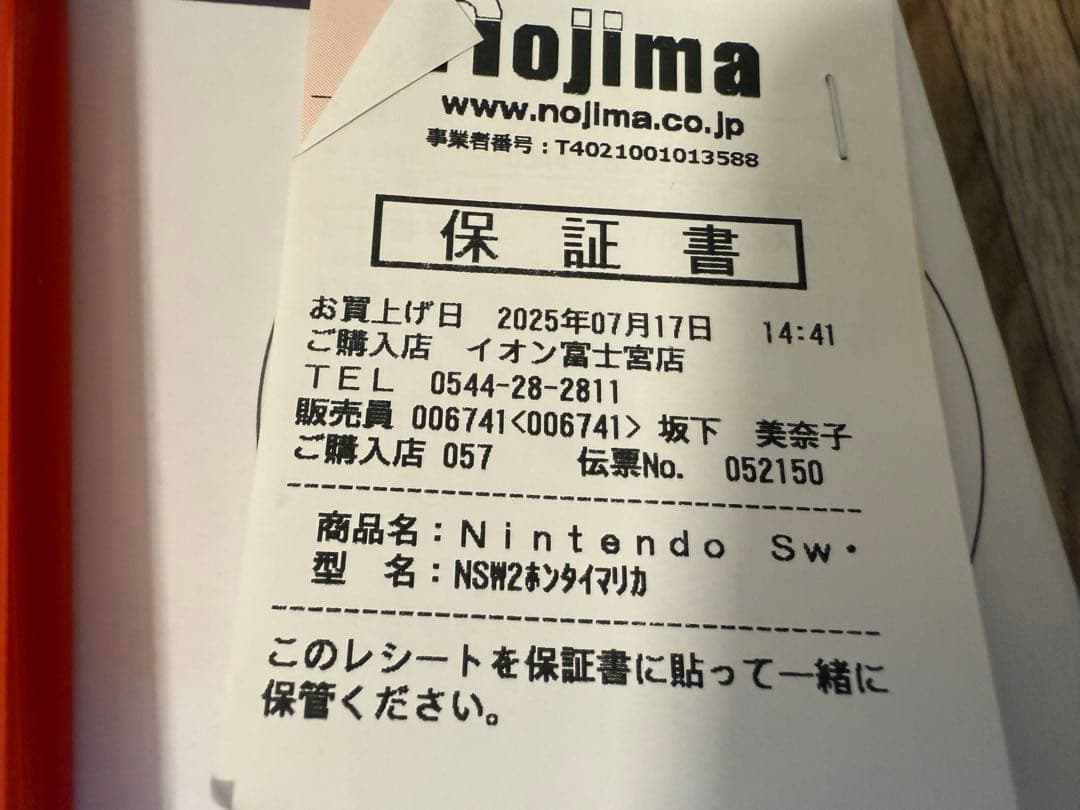 nojima
www.nojima.co.jp
事業者番号：T4021001013588
保証書
お買上げ日 2025年07月17日 14:41
ご購入店 イオン富士宮店
ＴＥＬ 0544-28-2811
販売員 006741<006741> 坂下 美奈子
ご購入店 057 伝票No. 052150
商品名：Ｎｉｎｔｅｎｄｏ Ｓｗ・
型 名：NSW2ﾎﾝﾀｲﾏﾘｶ
このレシートを保証書に貼って一緒に
保管ください。